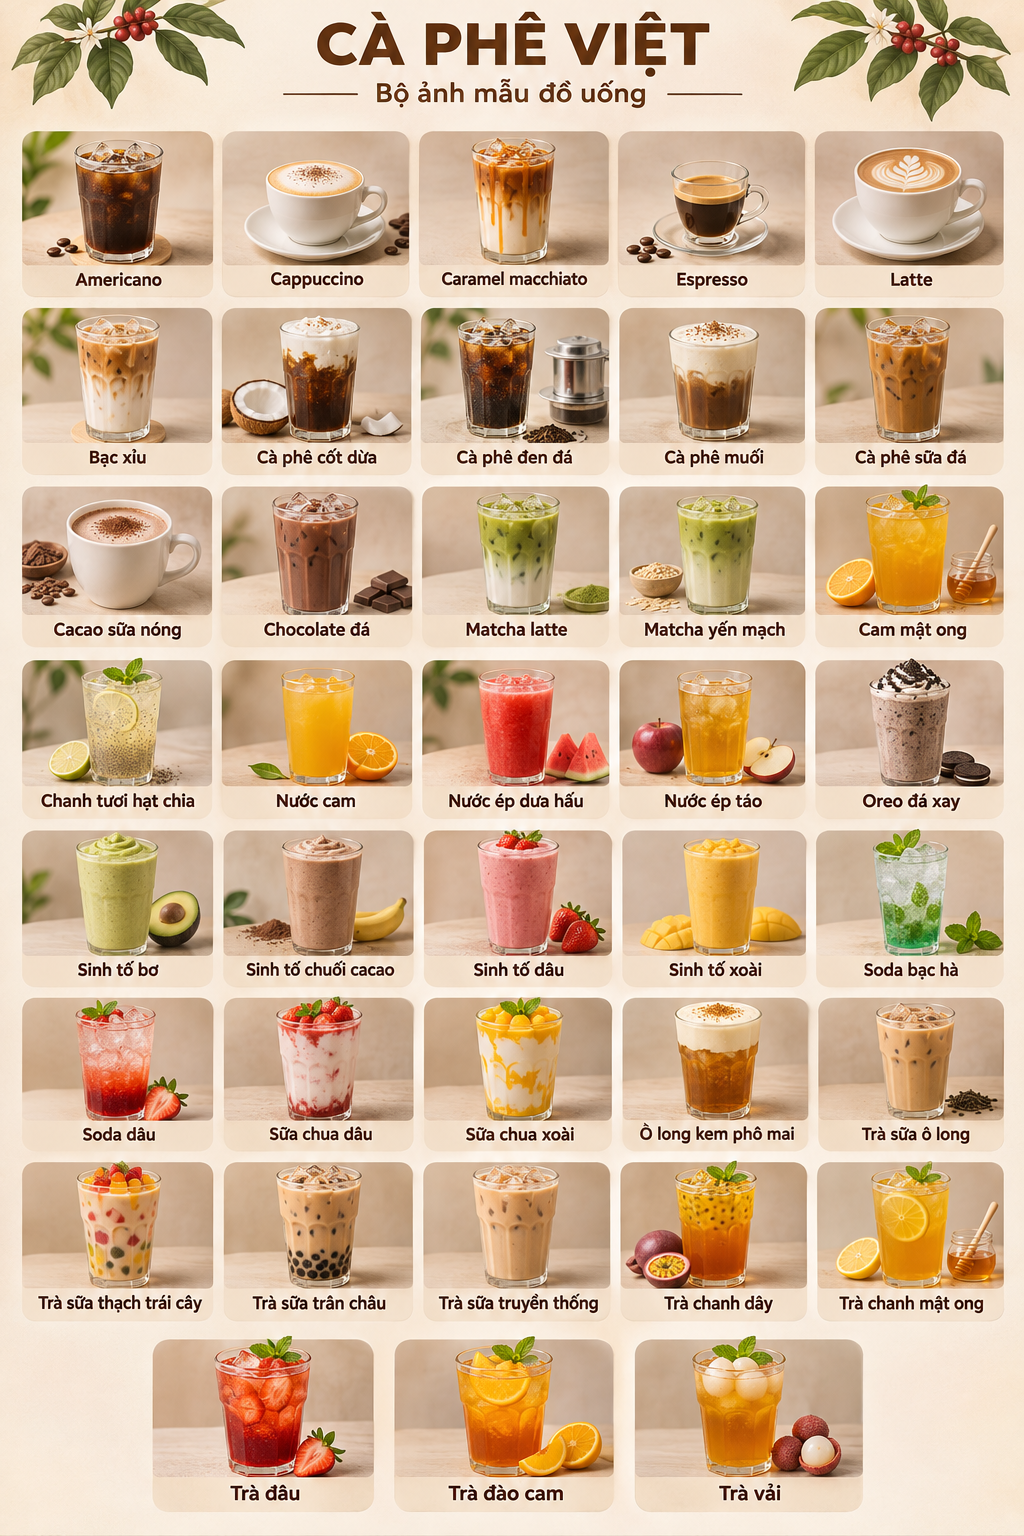 CÀ PHÊ VIỆT
Bộ ảnh mẫu đồ uống
Americano
Cappuccino
Caramel macchiato
Espresso
Latte
Bạc xỉu
Cà phê cốt dừa
Cà phê đen đá
Cà phê muối
Cà phê sữa đá
Cacao sữa nóng
Chocolate đá
Matcha latte
Matcha yến mạch
Cam mật ong
Chanh tươi hạt chia
Nước cam
Nước ép dưa hấu
Nước ép táo
Oreo đá xay
Sinh tố bơ
Sinh tố chuối cacao
Sinh tố dâu
Sinh tố xoài
Soda bạc hà
Soda dâu
Sữa chua dâu
Sữa chua xoài
Ò long kem phô mai
Trà sữa ô long
Trà sữa thạch trái cây
Trà sữa trân châu
Trà sữa truyền thống
Trà chanh dây
Trà chanh mật ong
Trà đâu
Trà đào cam
Trà vải